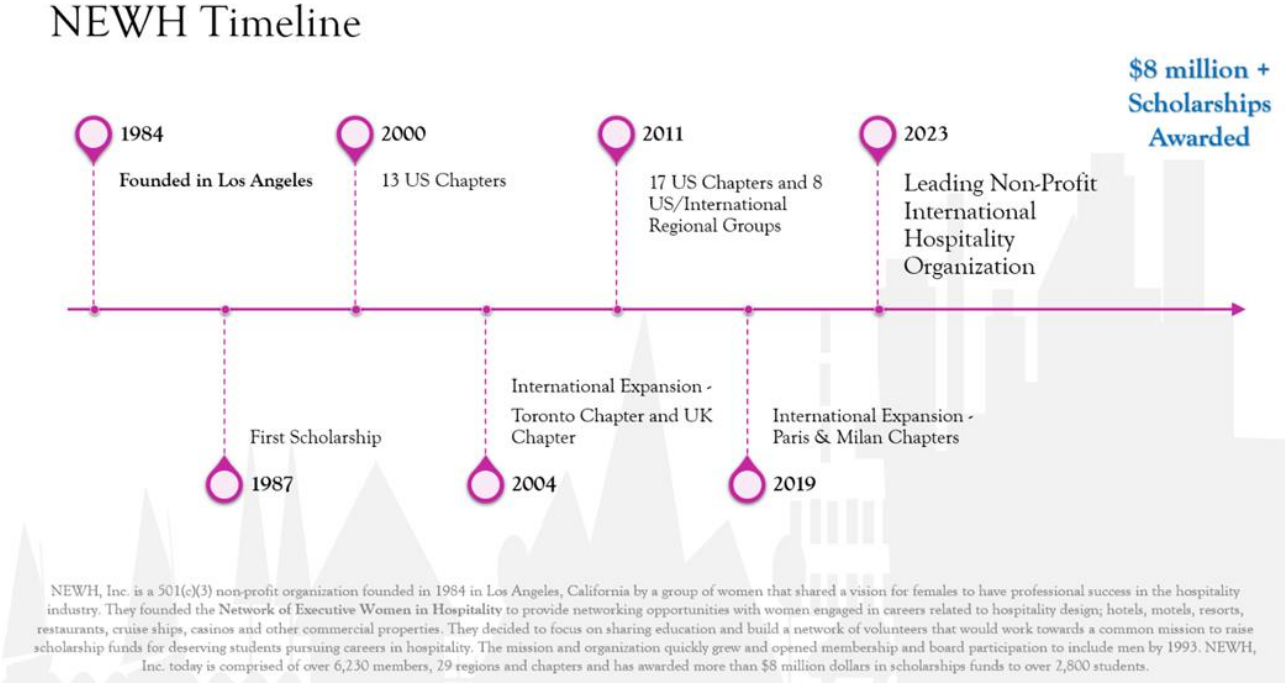 NEWH Timeline
$8 million +
Scholarships
Awarded
1984
Founded in Los Angeles
2000
13 US Chapters
2011
17 US Chapters and 8
US/International
Regional Groups
2023
Leading Non-Profit
International
Hospitality
Organization
First Scholarship
1987
International Expansion -
Toronto Chapter and UK
Chapter
2004
International Expansion -
Paris & Milan Chapters
2019
NEWH, Inc. is a 501(c)(3) non-profit organization founded in 1984 in Los Angeles, California by a group of women that shared a vision for females to have professional success in the hospitality
industry. They founded the Network of Executive Women in Hospitality to provide networking opportunities with women engaged in careers related to hospitality design; hotels, motels, resorts,
restaurants, cruise ships, casinos and other commercial properties. They decided to focus on sharing education and build a network of volunteers that would work towards a common mission to raise
scholarship funds for deserving students pursuing careers in hospitality. The mission and organization quickly grew and opened membership and board participation to include men by 1993. NEWH,
Inc. today is comprised of over 6,230 members, 29 regions and chapters and has awarded more than $8 million dollars in scholarships funds to over 2,800 students.